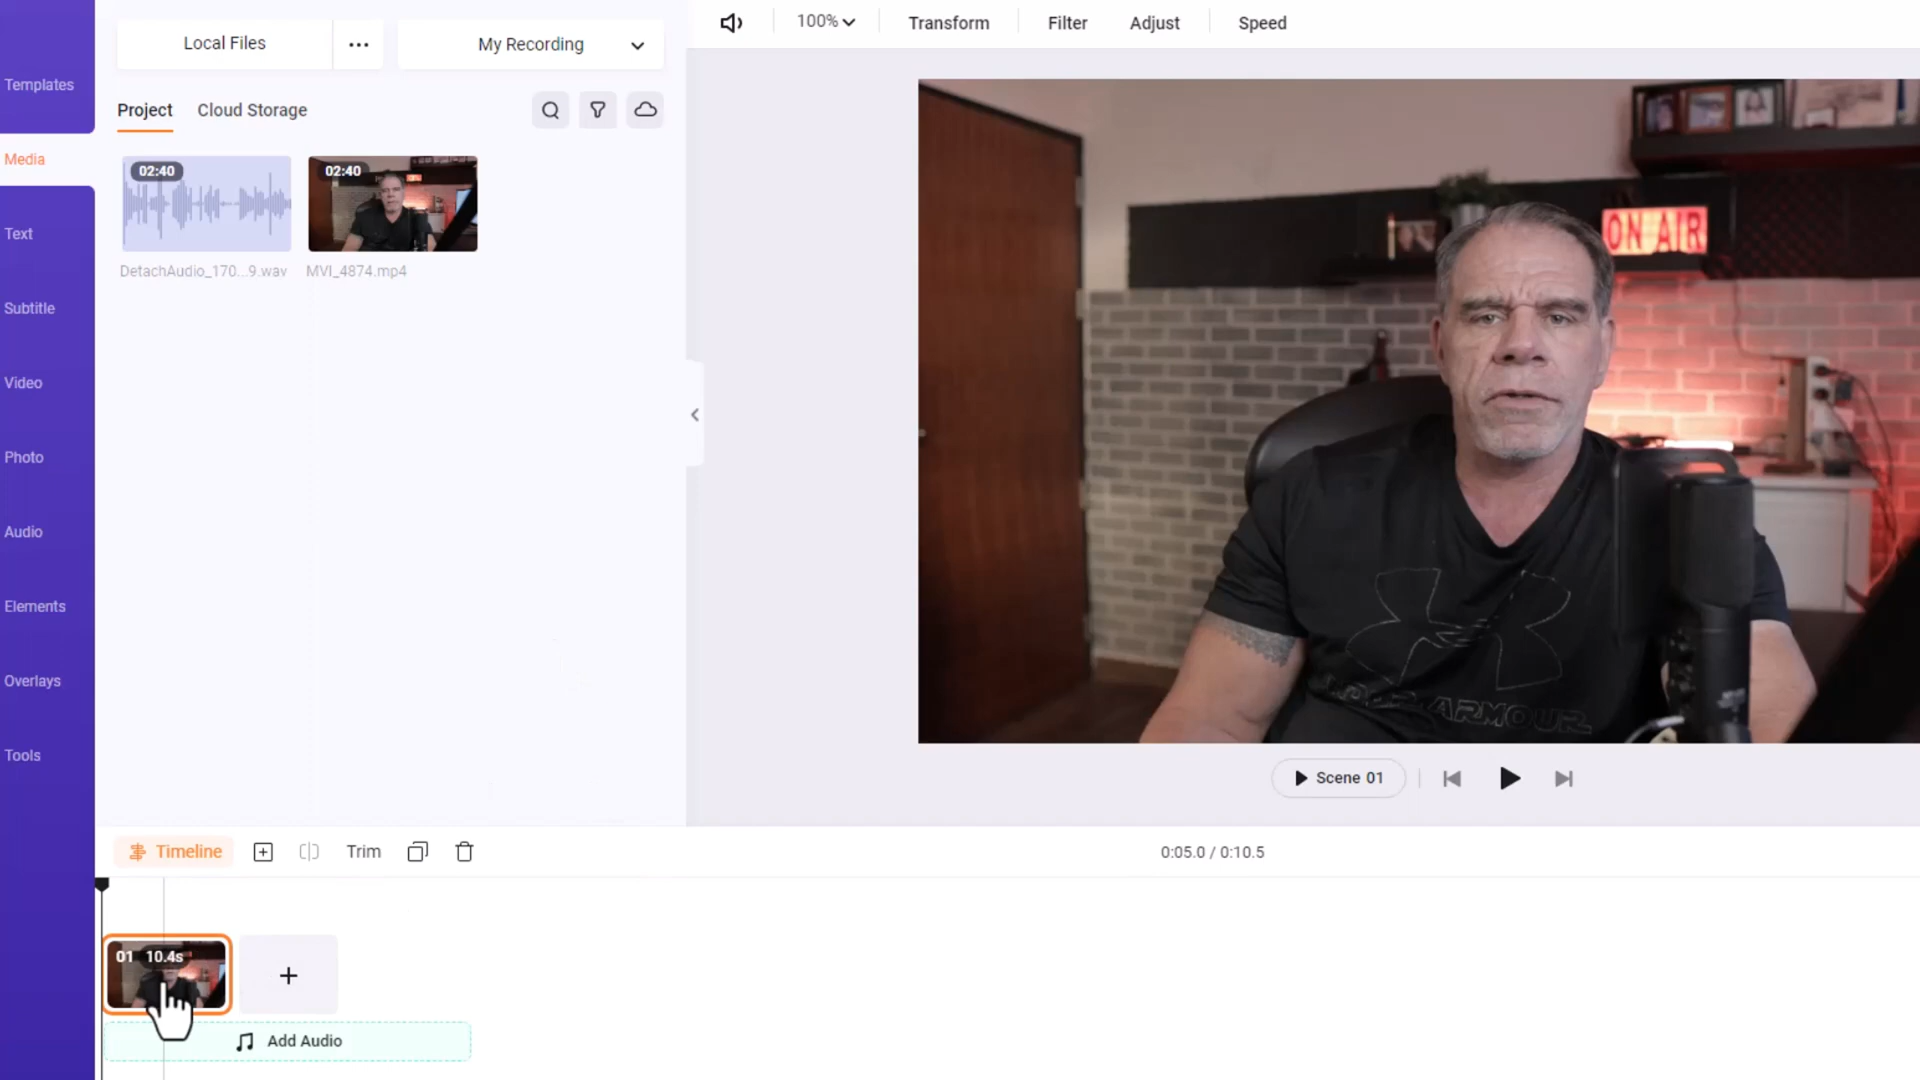 Local Files
My Recording
100%
Transform
Filter
Adjust
Speed
Templates
Media
Text
Subtitle
Video
Photo
Audio
Elements
Overlays
Tools
Project
Cloud Storage
02:40
02:40
DetachAudio_170...9.wav
MVI_4874.mp4
ON AIR
ARMOUR
Scene 01
Timeline
Trim
0:05.0 / 0:10.5
01 10.4s
Add Audio